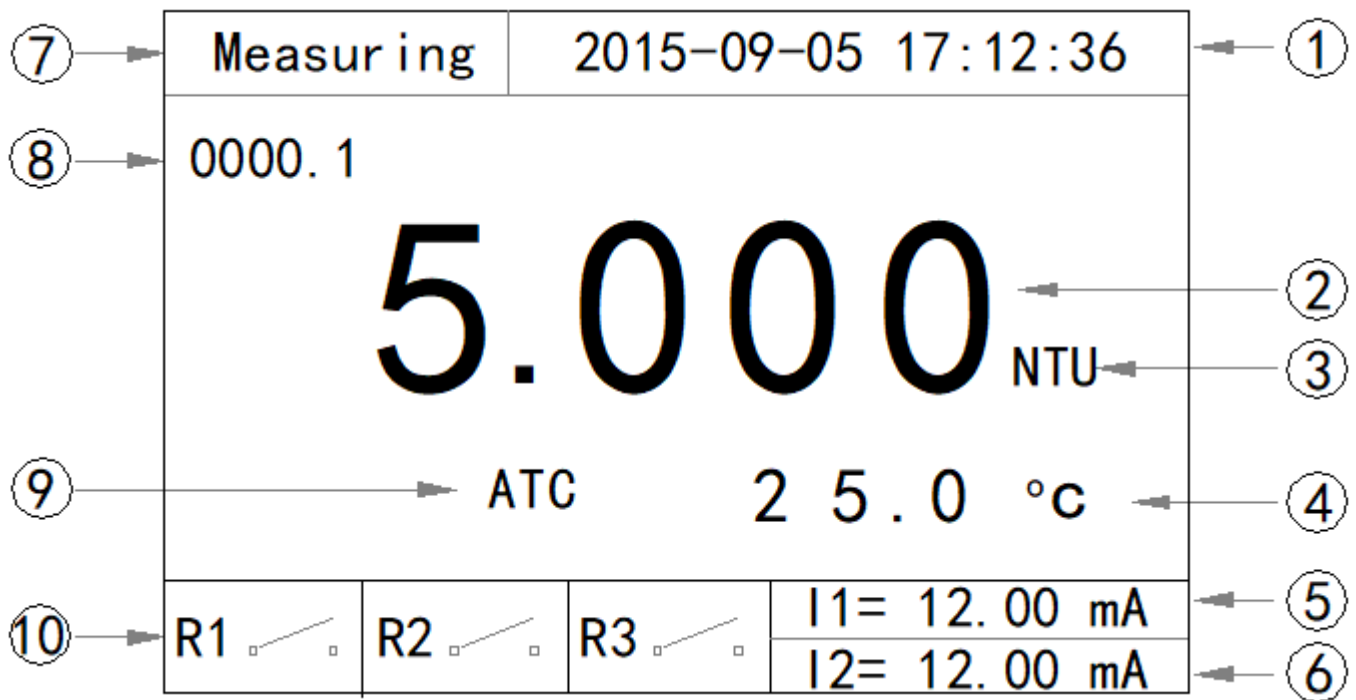 ⑦ Measuring 2015-09-05 17:12:36 ①
⑧ 0000.1
5.000 ②
NTU ③
⑨ ATC 25.0 °C ④
⑩ R1 R2 R3 I1= 12.00 mA ⑤
I2= 12.00 mA ⑥